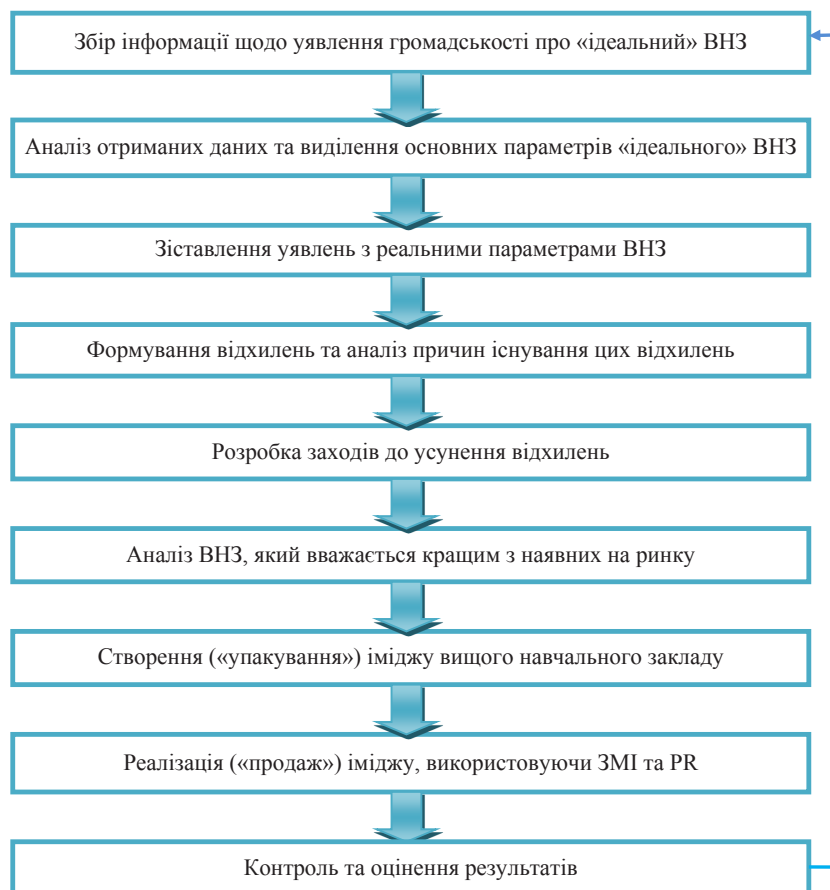 Збір інформації щодо уявлення громадськості про «ідеальний» ВНЗ
Аналіз отриманих даних та виділення основних параметрів «ідеального» ВНЗ
Зіставлення уявлень з реальними параметрами ВНЗ
Формування відхилень та аналіз причин існування цих відхилень
Розробка заходів до усунення відхилень
Аналіз ВНЗ, який вважається кращим з наявних на ринку
Створення («упакування») іміджу вищого навчального закладу
Реалізація («продаж») іміджу, використовуючи ЗМІ та PR
Контроль та оцінення результатів